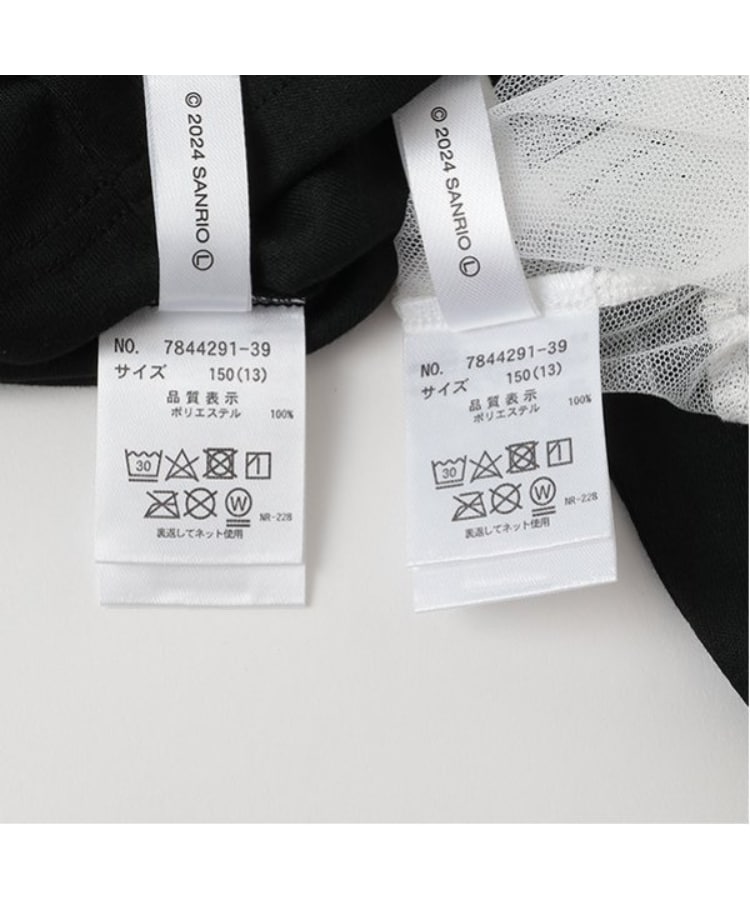 © 2024 SANRIO Ⓛ
NO. 7844291-39
サイズ 150(13)
品質表示
ポリエステル 100%
30
W
NR-22B
裏返してネット使用
© 2024 SANRIO Ⓛ
NO. 7844291-39
サイズ 150(13)
品質表示
ポリエステル 100%
30
W
NR-22B
裏返してネット使用